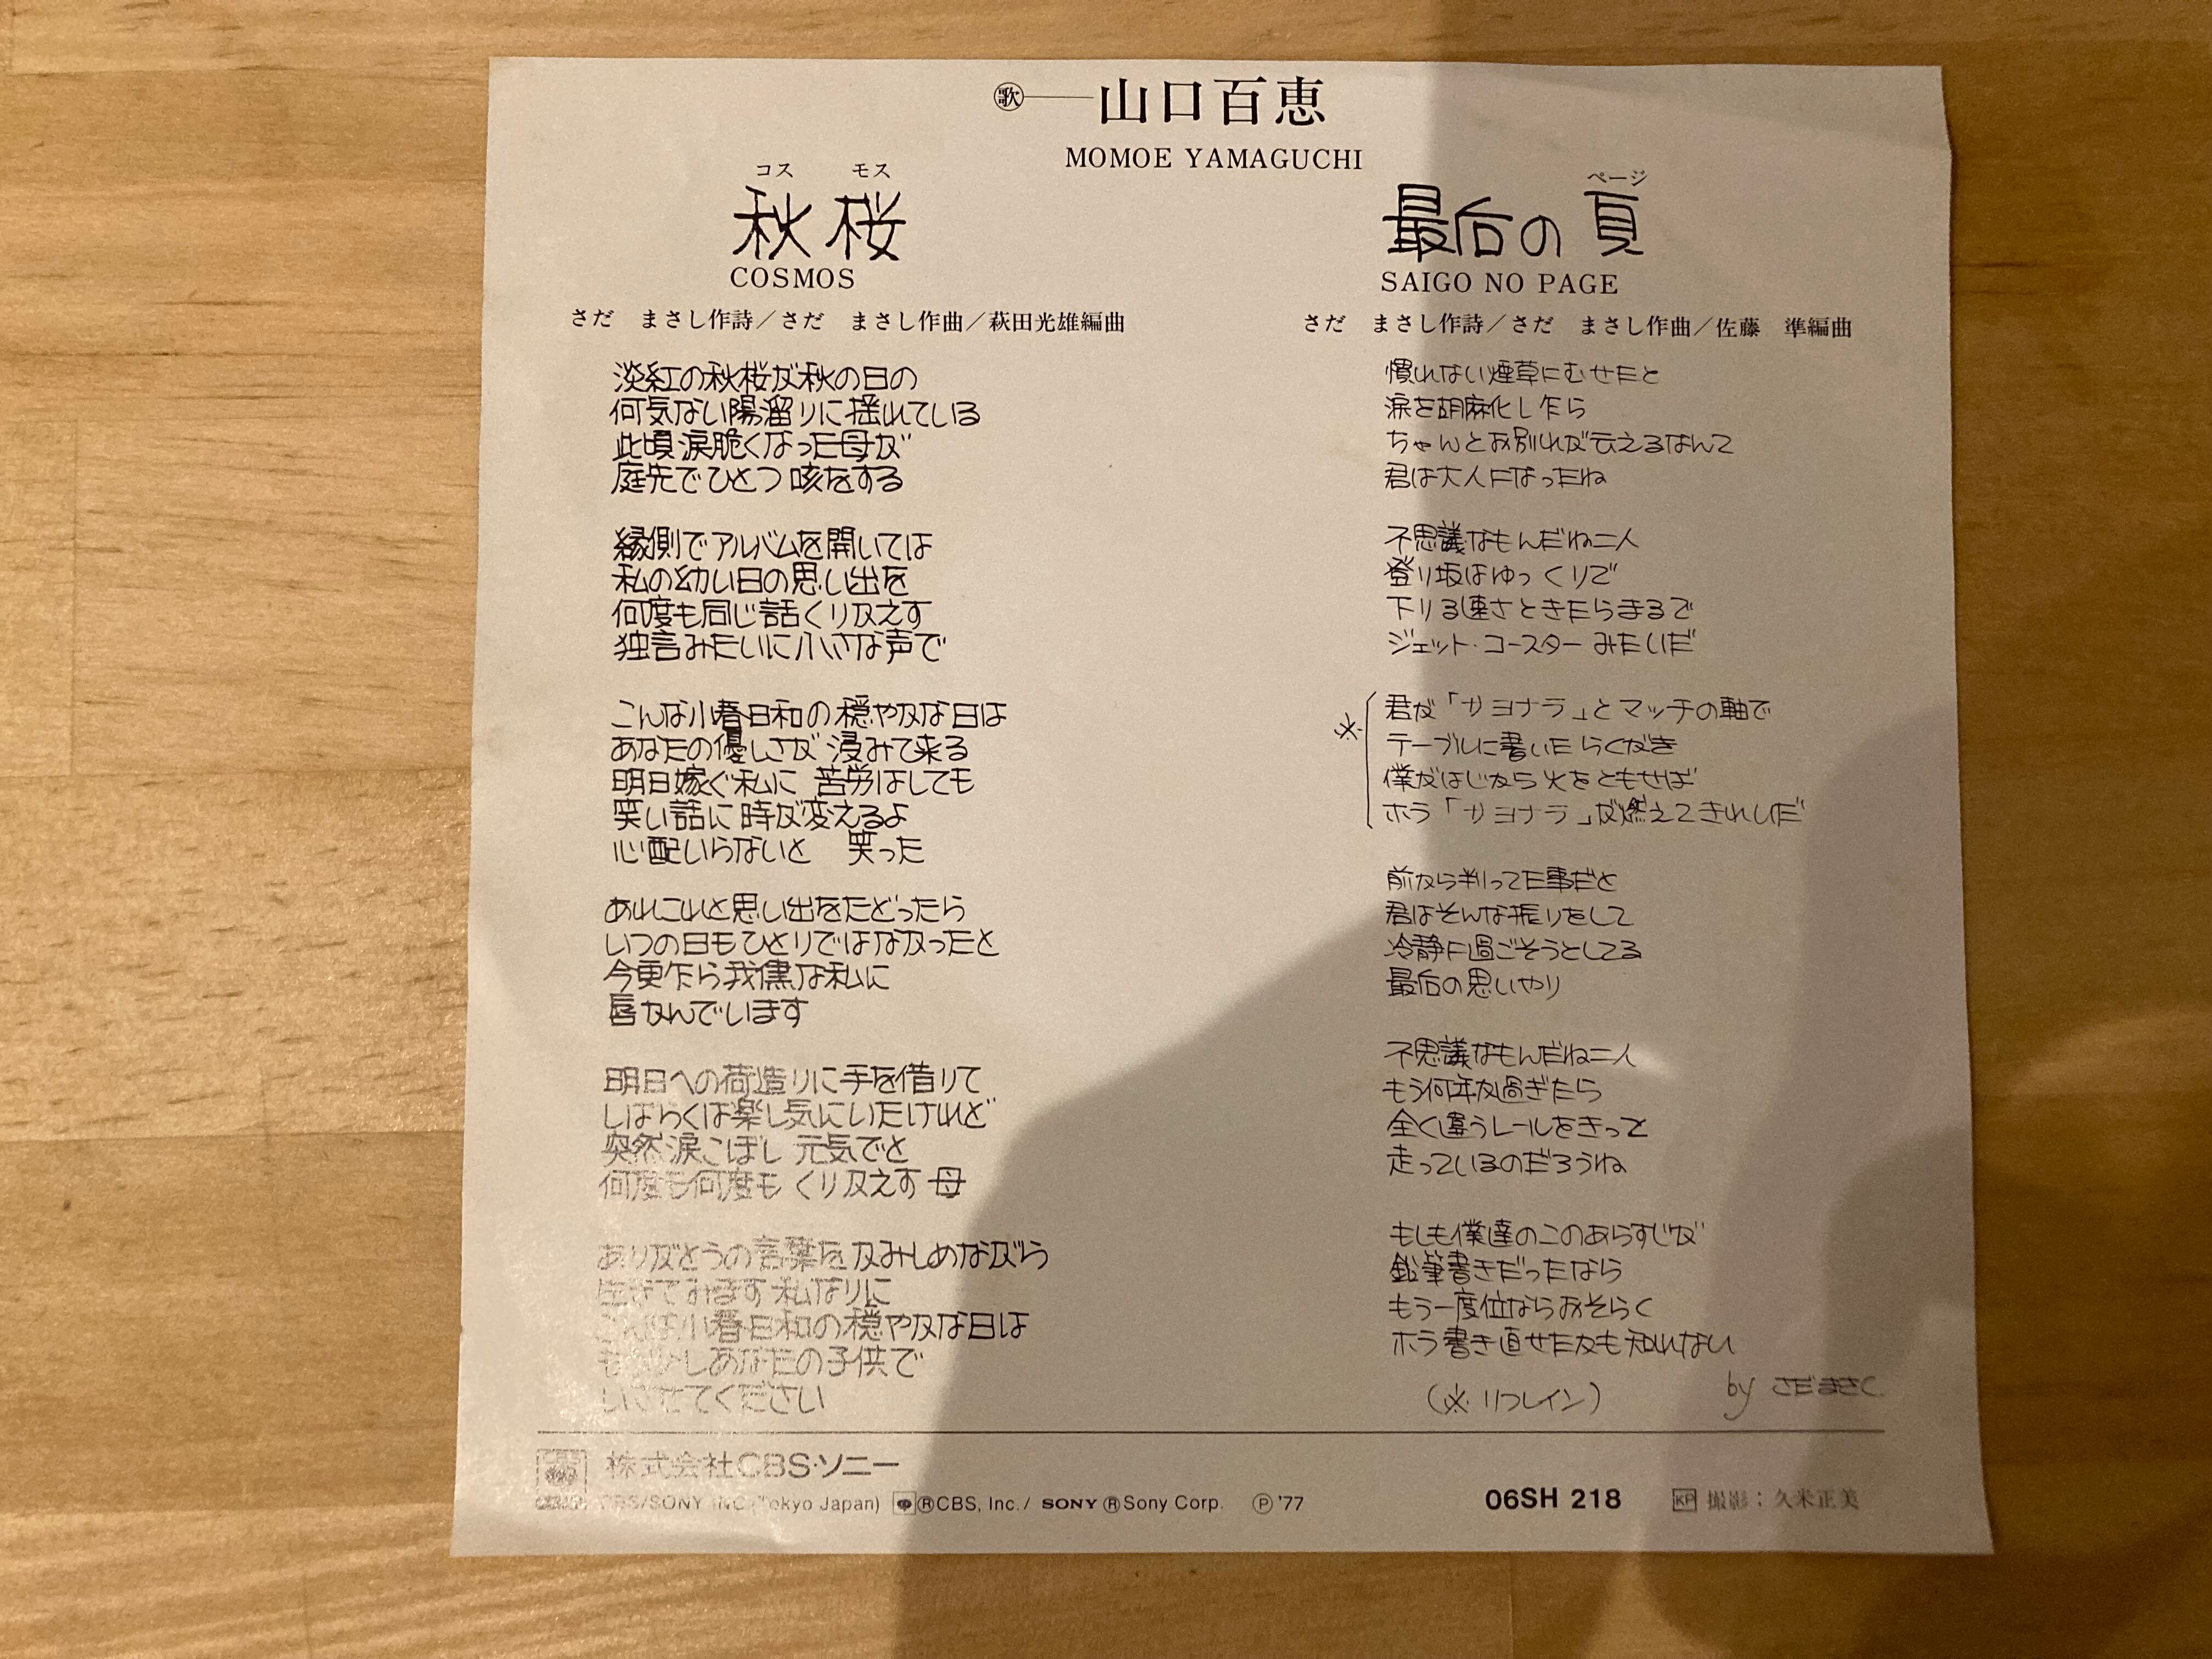 歌 山口百恵
MOMOE YAMAGUCHI
コス モス
秋桜
COSMOS
さだ まさし作詩／さだ まさし作曲／萩田光雄編曲
淡紅の秋桜が秋の日の
何気ない陽溜りに揺れている
此頃涙脆くなった母が
庭先でひとつ咳をする
縁側でアルバムを開いては
私の幼い日の思い出を
何度も同じ話くりかえす
独言みたいに小さな声で
こんな小春日和の穏やかな日は
あなたの優しさが浸みて来る
明日嫁ぐ私に 苦労はしても
笑い話に時が変えるよ
心配いらないと 笑った
あれこれと思い出をたどったら
いつの日もひとりではなかったと
今更乍ら我儘な私に
唇かんでいます
明日への荷造りに手を借りて
しばらくは楽し気にいたけれど
突然涙こぼし 元気でと
何度も何度も くりかえす 母
ありがとうの言葉を かみしめながら
生きてみます 私なりに
こんな小春日和の穏やかな日は
もう少しあなたの子供で
いさせてください
ページ
最后の頁
SAIGO NO PAGE
さだ まさし作詩／さだ まさし作曲／佐藤 準編曲
慣れない煙草にむせたと
涙を胡麻化し乍ら
ちゃんとお別れが云えるなんて
君は大人になったね
不思議なもんだね二人
登り坂はゆっくりで
下りる速さときたらまるで
ジェット・コースターみたいだ
※
君が「サヨナラ」とマッチの軸で
テーブルに書いたらくがき
僕がはじから火をともせば
ホラ「サヨナラ」が燃えてきれいだ
前から判ってた事だと
君はそんな振りをして
冷静に過ごそうとしてる
最后の思いやり
不思議なもんだね二人
もう何年か過ぎたら
全く違うレールをきっと
走っているのだろうね
もしも僕達のこのあらすじが
鉛筆書きだったなら
もう一度位ならおそらく
ホラ書き直せたかも知れない
（※リフレイン）
by さだまさし
株式会社CBS・ソニー
CBS/SONY INC.(Tokyo Japan) ⓇCBS, Inc./ SONY ⓇSony Corp. Ⓟ'77
06SH 218
KP 撮影：久米正美